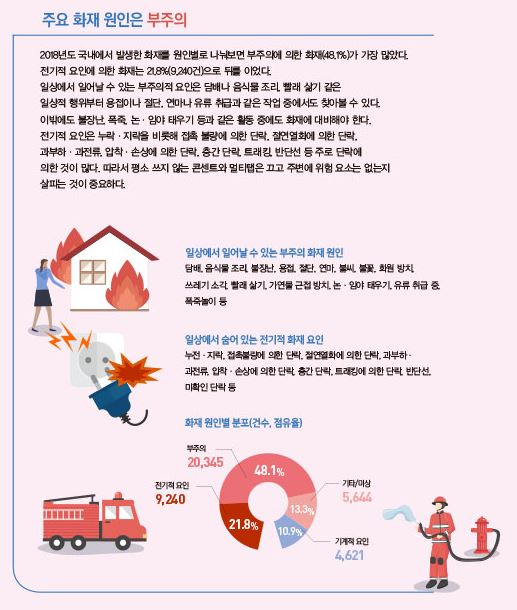 주요 화재 원인은 부주의
2018년도 국내에서 발생한 화재를 원인별로 나눠보면 부주의에 의한 화재(48.1%)가 가장 많았다.
전기적 요인에 의한 화재는 21.8%(9,240건)으로 뒤를 이었다.
일상에서 일어날 수 있는 부주의적 요인은 담배나 음식물 조리, 빨래 삶기 같은
일상적 행위부터 용접이나 절단, 연마나 유류 취급과 같은 작업 중에서도 찾아볼 수 있다.
이밖에도 불장난, 폭죽, 논·임야 태우기 등과 같은 활동 중에도 화재에 대비해야 한다.
전기적 요인은 누락·지락을 비롯해 접촉 불량에 의한 단락, 절연열화에 의한 단락,
과부하·과전류, 압착·손상에 의한 단락, 층간 단락, 트래킹, 반단선 등 주로 단락에
의한 것이 많다. 따라서 평소 쓰지 않는 콘센트와 멀티탭은 끄고 주변에 위험 요소는 없는지
살피는 것이 중요하다.
일상에서 일어날 수 있는 부주의 화재 원인
담배, 음식물 조리, 불장난, 용접, 절단, 연마, 불씨, 불꽃, 화원 방치,
쓰레기 소각, 빨래 삶기, 가연물 근접 방치, 논·임야 태우기, 유류 취급 중,
폭죽놀이 등
일상에서 숨어 있는 전기적 화재 요인
누전·지락, 접촉불량에 의한 단락, 절연열화에 의한 단락, 과부하·
과전류, 압착·손상에 의한 단락, 층간 단락, 트래킹에 의한 단락, 반단선,
미확인 단락 등
화재 원인별 분포(건수, 점유율)
부주의
20,345
48.1%
전기적 요인
9,240
21.8%
기타/미상
5,644
13.3%
10.9%
기계적 요인
4,621